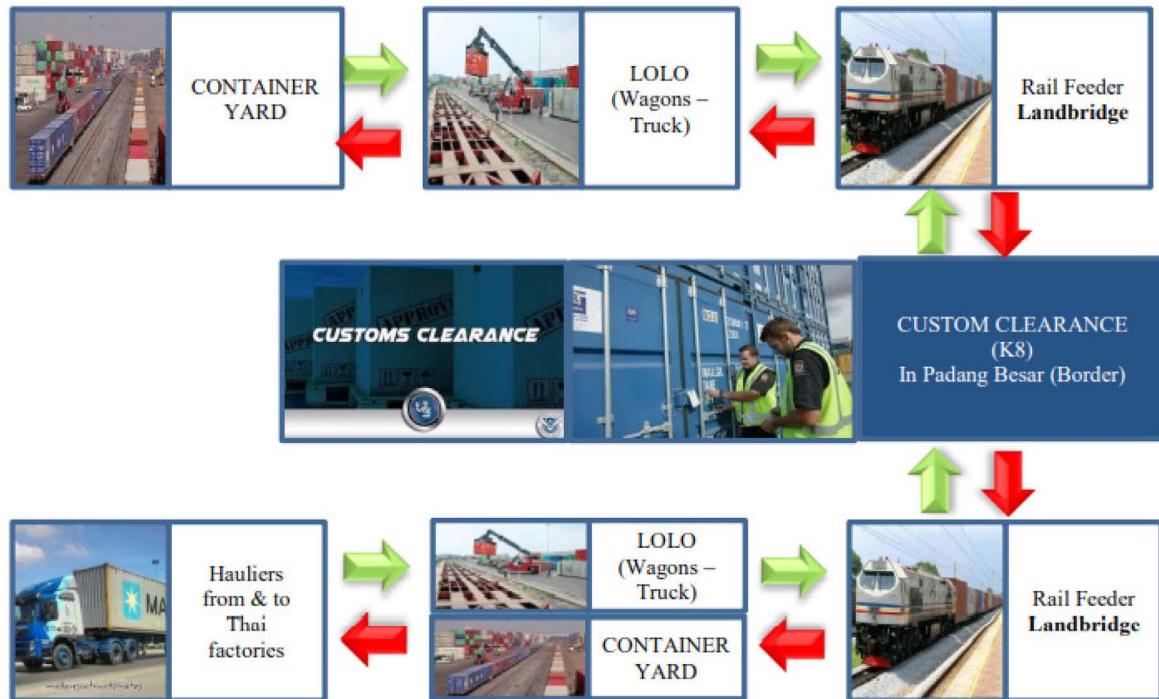 CONTAINER
YARD
LOLO
(Wagons –
Truck)
Rail Feeder
Landbridge
APPROVED
CUSTOMS CLEARANCE
CUSTOM CLEARANCE
(K8)
In Padang Besar (Border)
Hauliers
from & to
Thai
factories
LOLO
(Wagons –
Truck)
CONTAINER
YARD
Rail Feeder
Landbridge